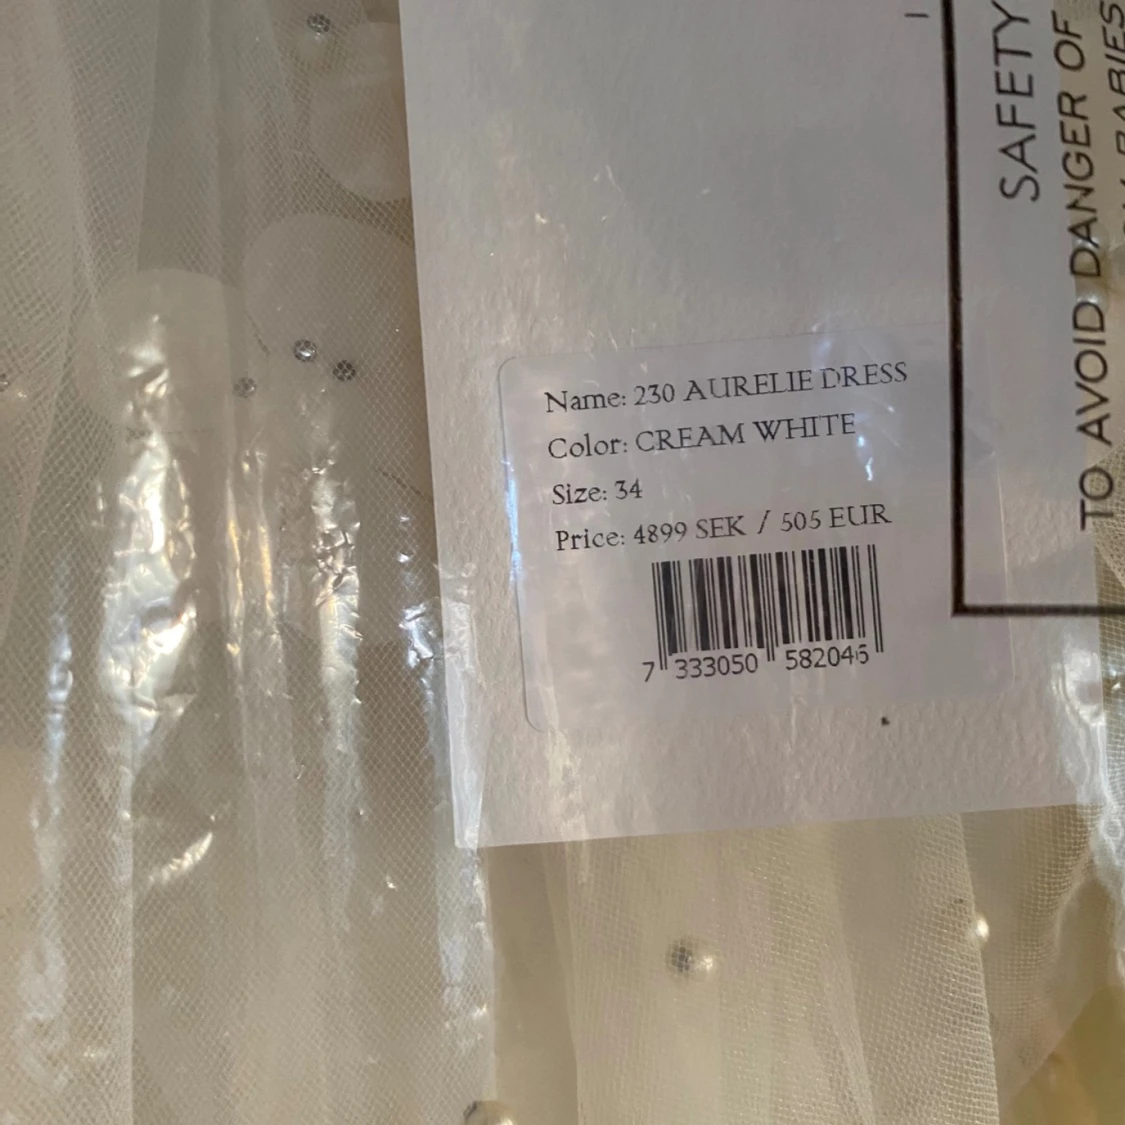 Name: 230 AURELIE DRESS
Color: CREAM WHITE
Size: 34
Price: 4899 SEK / 505 EUR
7 333050 582046
SAFETY
TO AVOID DANGER OF
BABIES